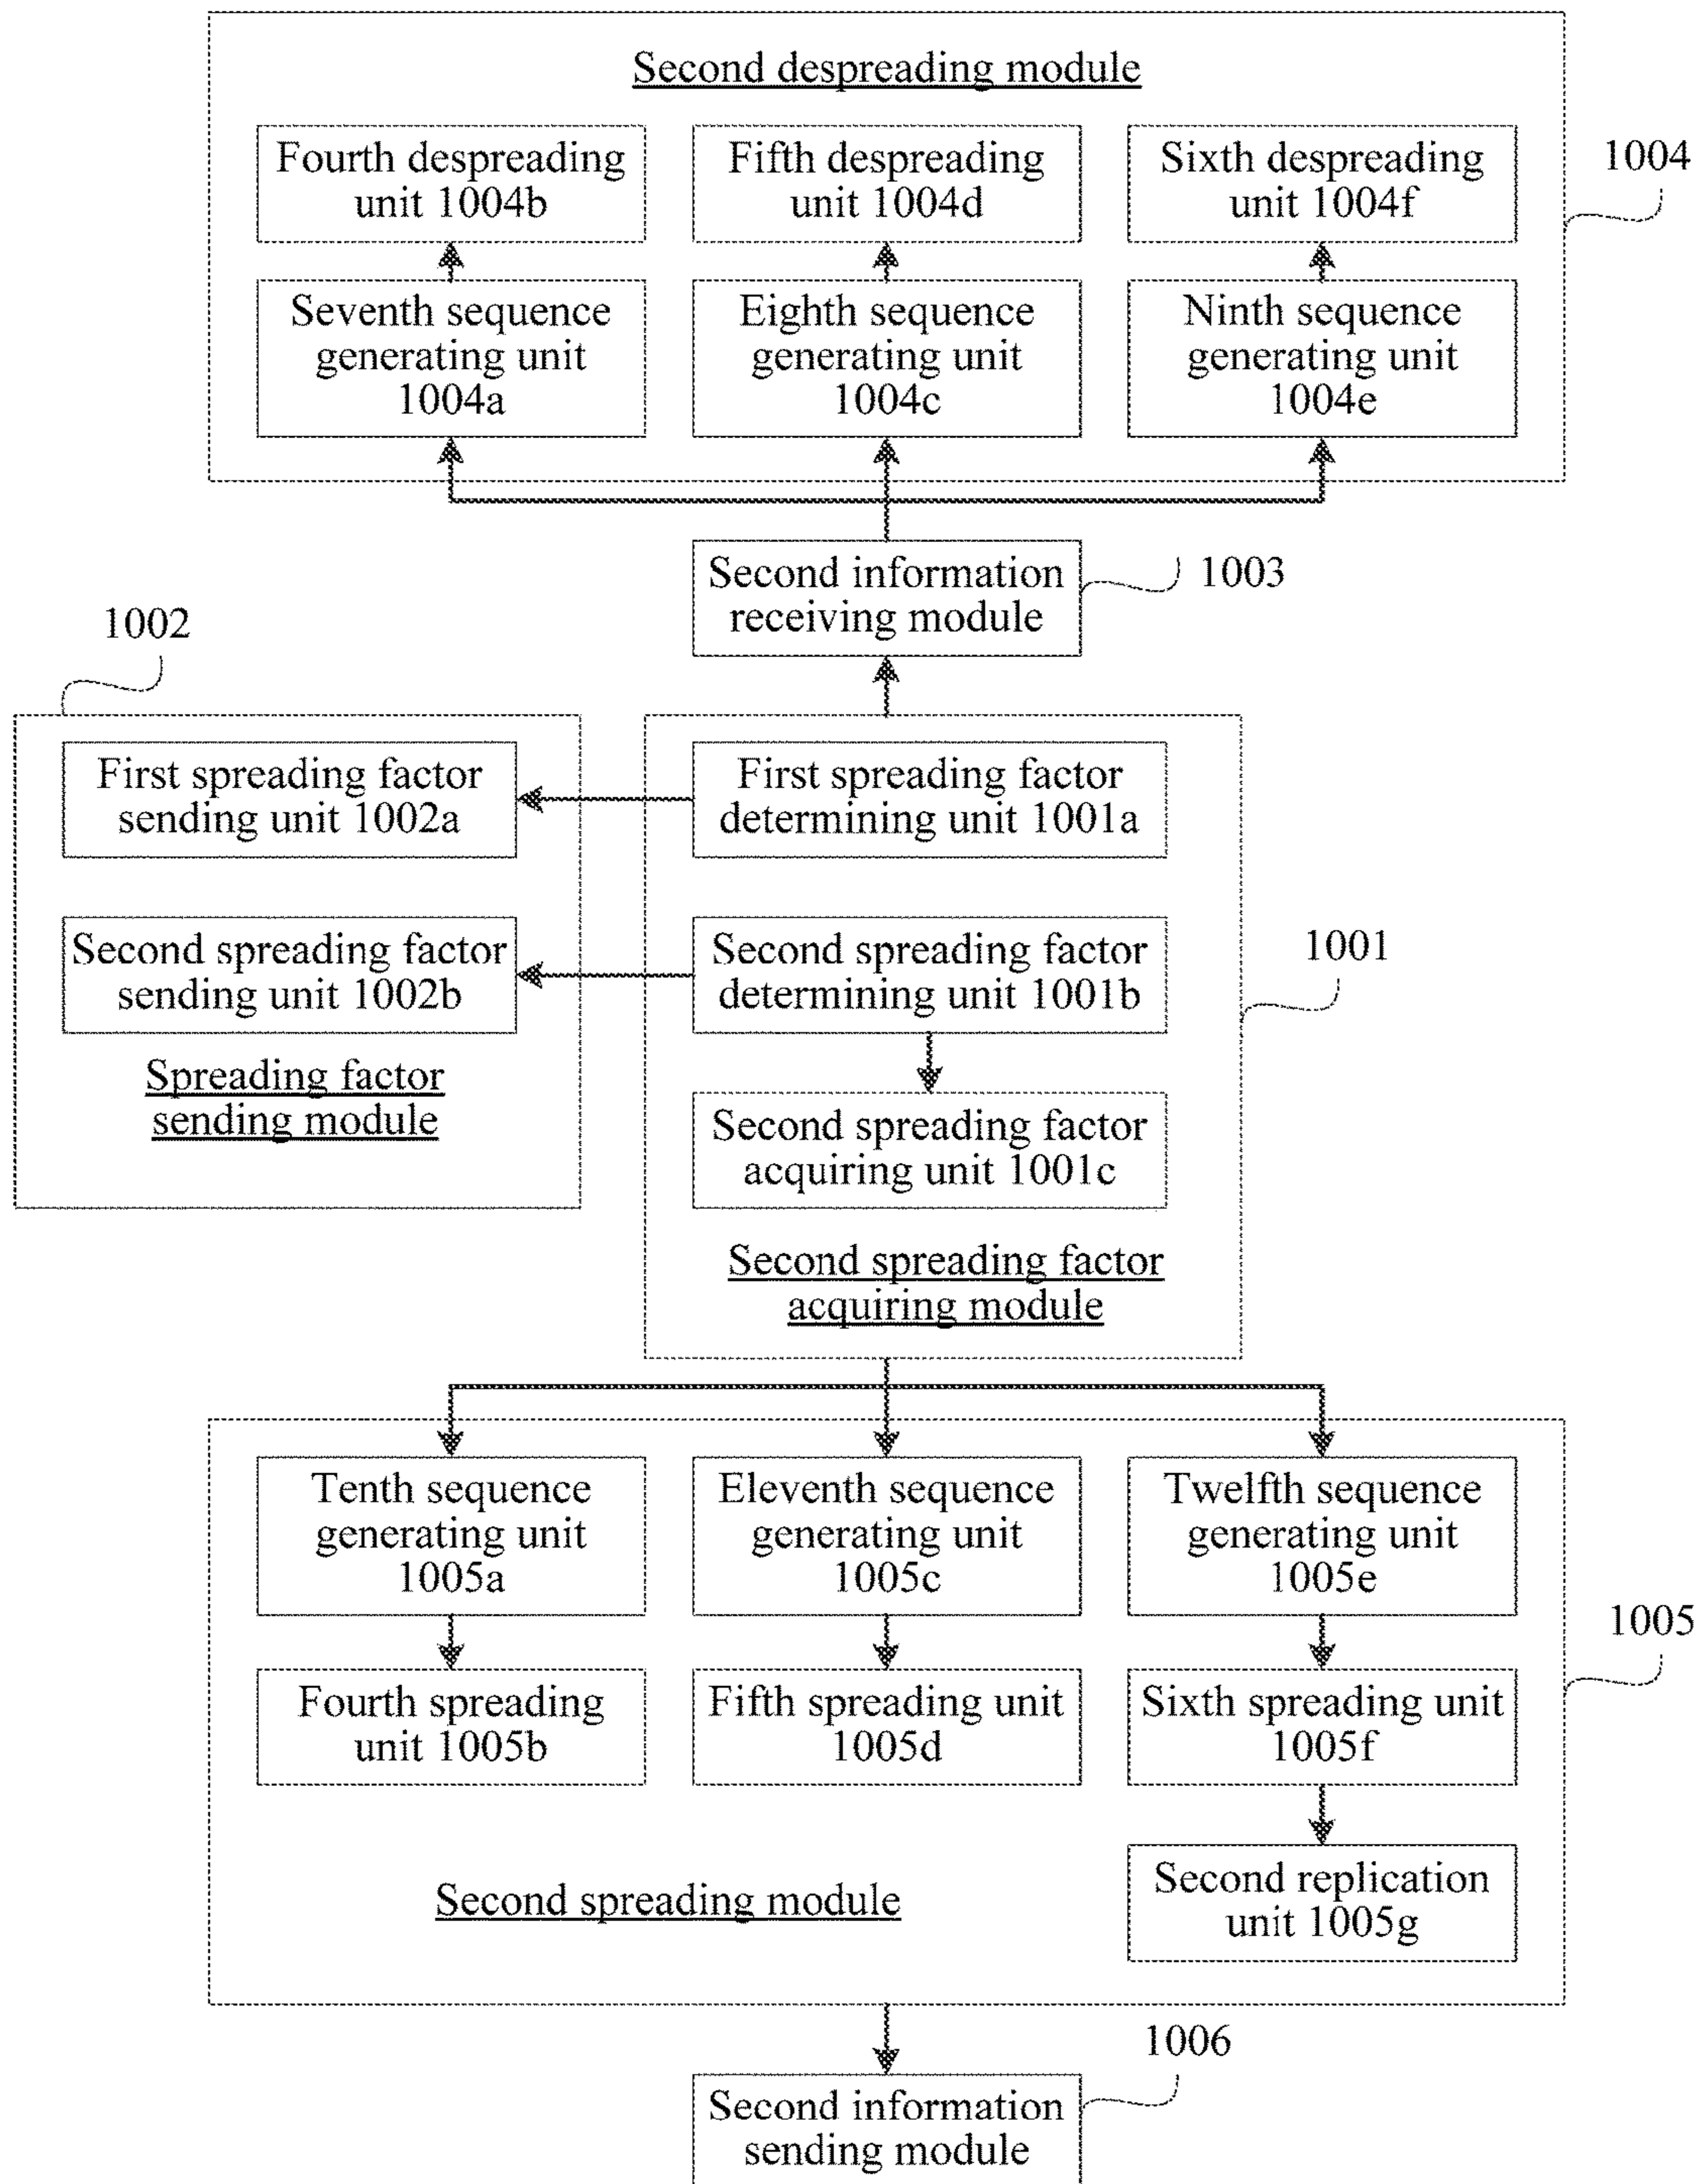 Second despreading module
Fourth despreading
unit 1004b
Fifth despreading
unit 1004d
Sixth despreading
unit 1004f
1004
Seventh sequence
generating unit
1004a
Eighth sequence
generating unit
1004c
Ninth sequence
generating unit
1004e
Second information
receiving module
1003
1002
First spreading factor
sending unit 1002a
First spreading factor
determining unit 1001a
Second spreading factor
sending unit 1002b
Second spreading factor
determining unit 1001b
1001
Spreading factor
sending module
Second spreading factor
acquiring unit 1001c
Second spreading factor
acquiring module
Tenth sequence
generating unit
1005a
Eleventh sequence
generating unit
1005c
Twelfth sequence
generating unit
1005e
1005
Fourth spreading
unit 1005b
Fifth spreading unit
1005d
Sixth spreading unit
1005f
Second spreading module
Second replication
unit 1005g
1006
Second information
sending module